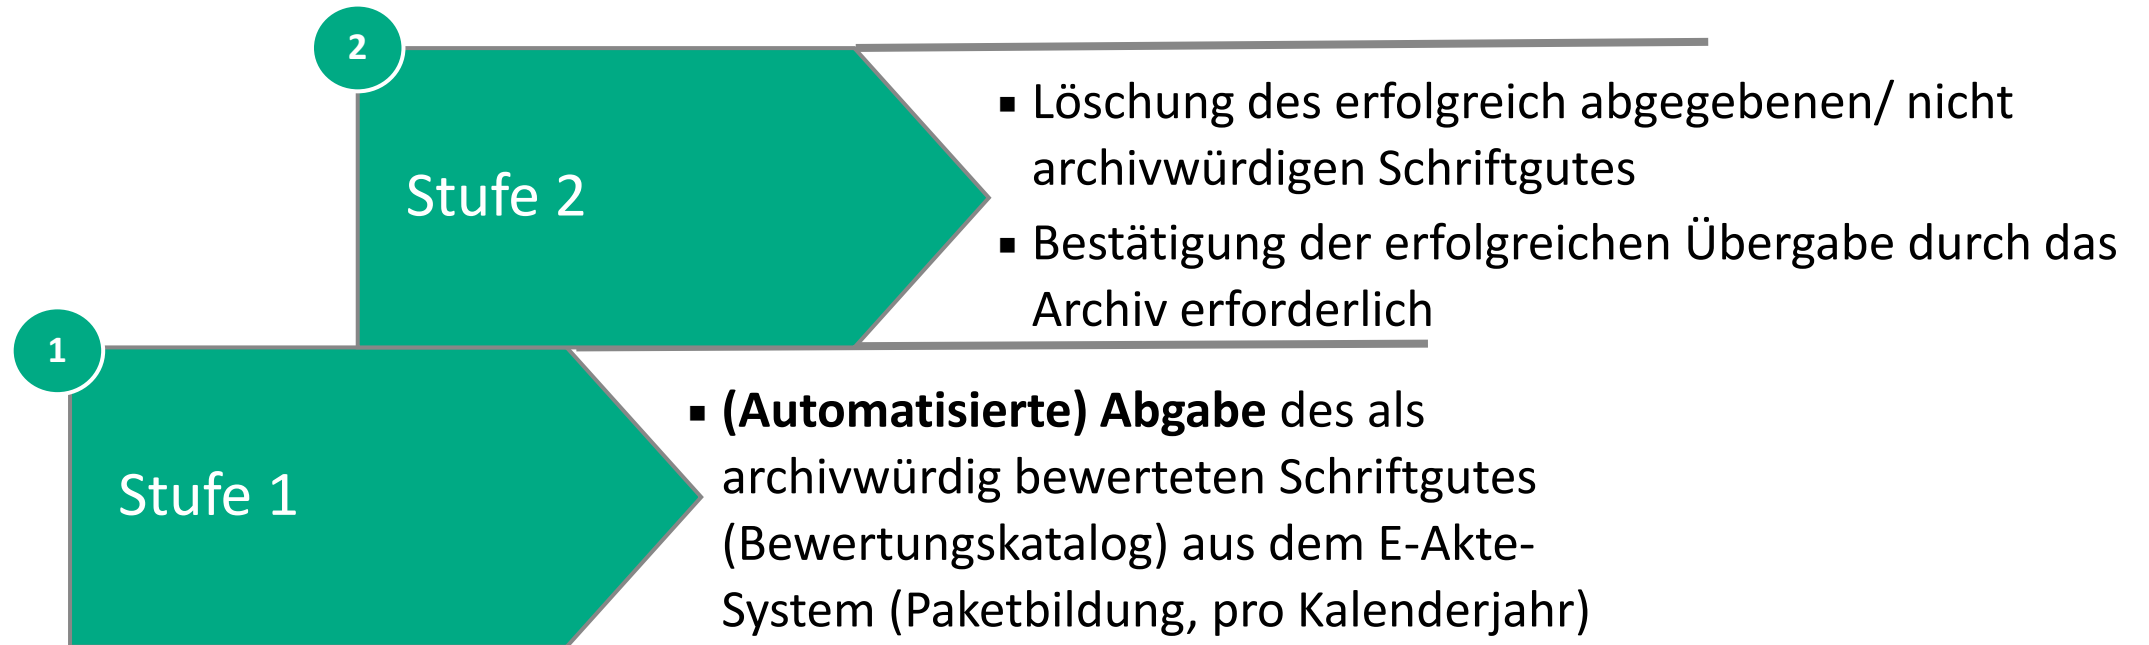 2
Stufe 2
▪ Löschung des erfolgreich abgegebenen/ nicht
archivwürdigen Schriftgutes
▪ Bestätigung der erfolgreichen Übergabe durch das
Archiv erforderlich
1
Stufe 1
▪ (Automatisierte) Abgabe des als
archivwürdig bewerteten Schriftgutes
(Bewertungskatalog) aus dem E-Akte-
System (Paketbildung, pro Kalenderjahr)